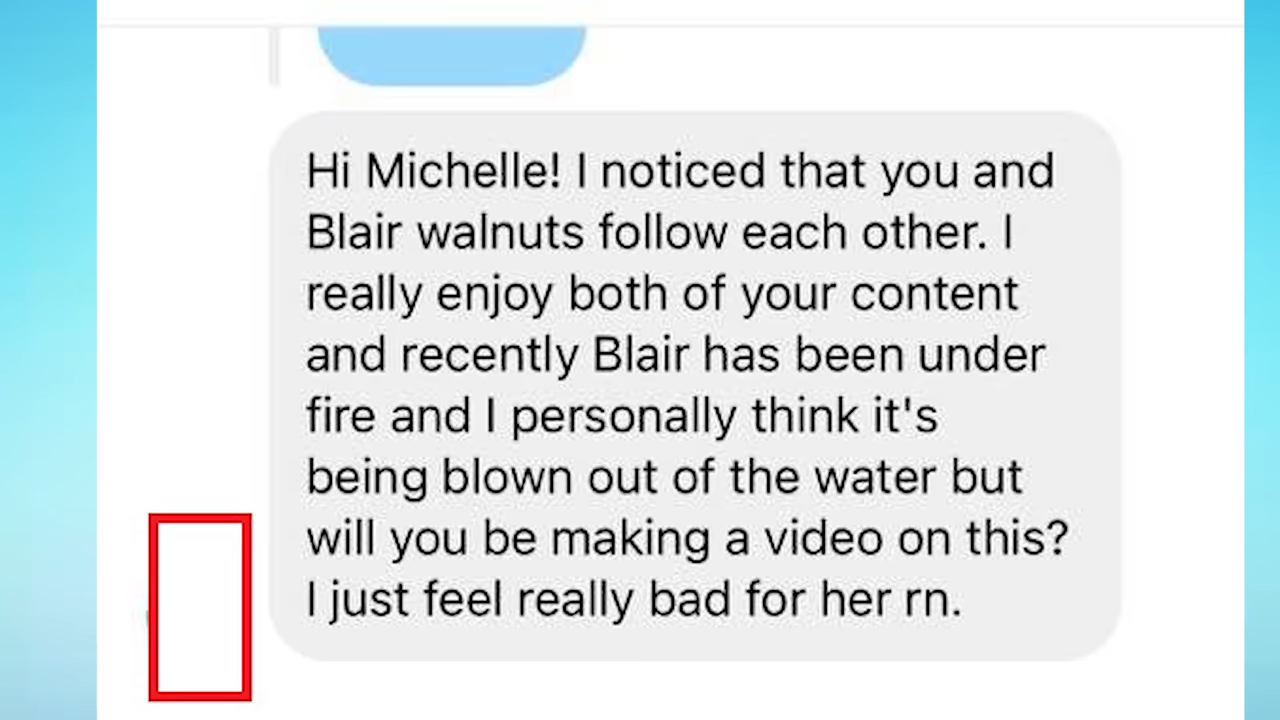 Hi Michelle! I noticed that you and
Blair walnuts follow each other. I
really enjoy both of your content
and recently Blair has been under
fire and I personally think it's
being blown out of the water but
will you be making a video on this?
I just feel really bad for her rn.